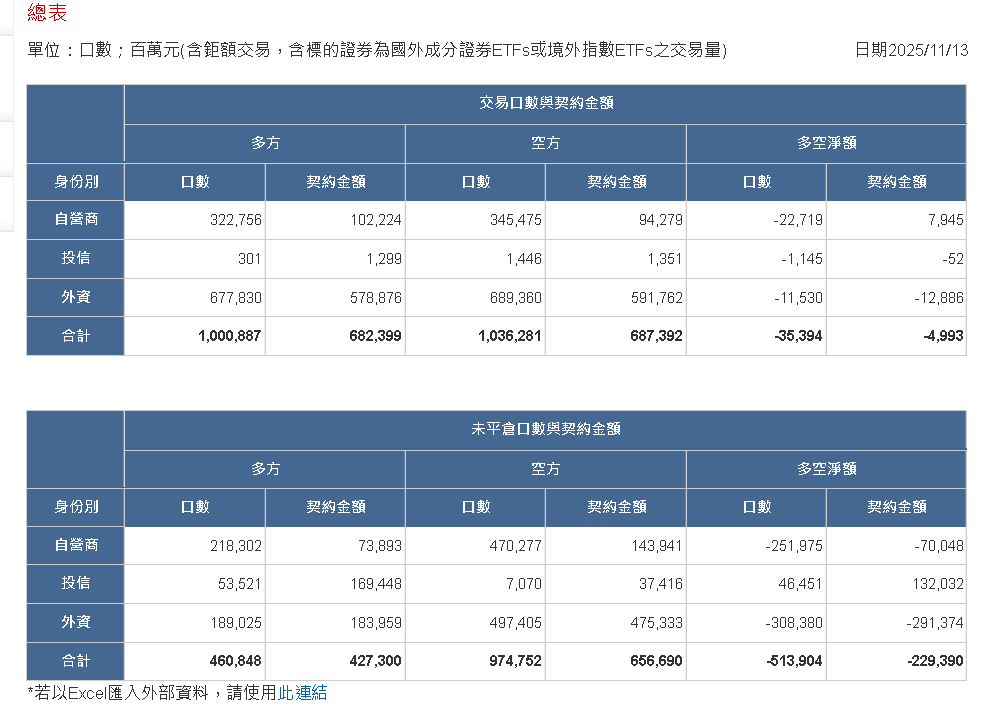 總表
單位：口數；百萬元(含鉅額交易，含標的證券為國外成分證券ETFs或境外指數ETFs之交易量) 日期2025/11/13
交易口數與契約金額
多方 空方 多空淨額
身份別 口數 契約金額 口數 契約金額 口數 契約金額
自營商 322,756 102,224 345,475 94,279 -22,719 7,945
投信 301 1,299 1,446 1,351 -1,145 -52
外資 677,830 578,876 689,360 591,762 -11,530 -12,886
合計 1,000,887 682,399 1,036,281 687,392 -35,394 -4,993
未平倉口數與契約金額
多方 空方 多空淨額
身份別 口數 契約金額 口數 契約金額 口數 契約金額
自營商 218,302 73,893 470,277 143,941 -251,975 -70,048
投信 53,521 169,448 7,070 37,416 46,451 132,032
外資 189,025 183,959 497,405 475,333 -308,380 -291,374
合計 460,848 427,300 974,752 656,690 -513,904 -229,390
*若以Excel匯入外部資料，請使用此連結